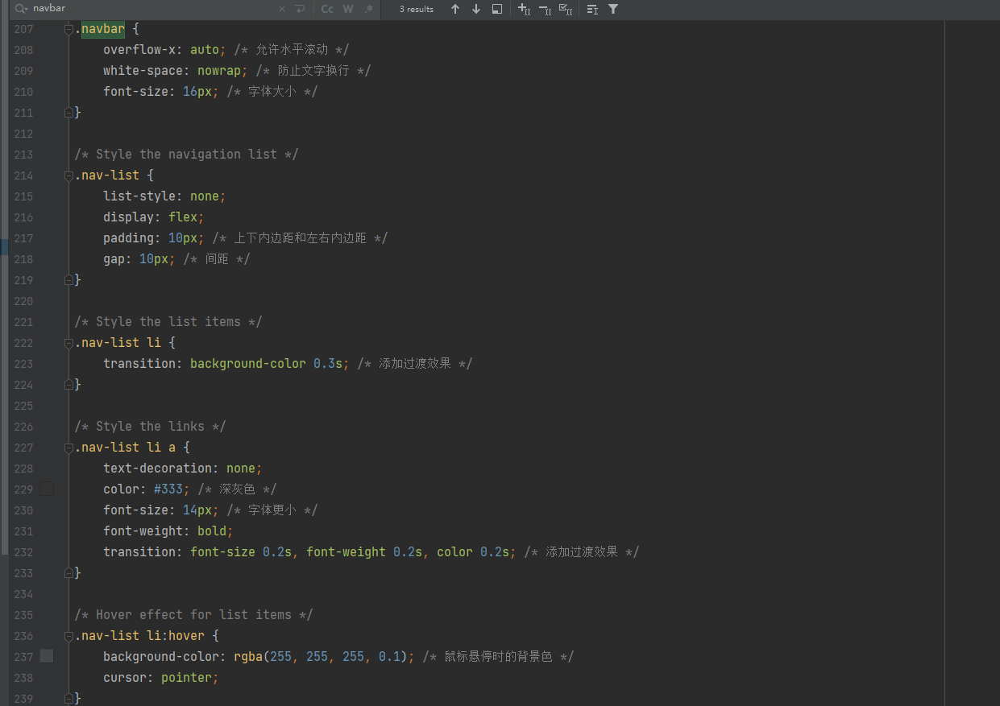 navbar
Cc W .* 3 results
207 .navbar {
208 overflow-x: auto; /* 允许水平滚动 */
209 white-space: nowrap; /* 防止文字换行 */
210 font-size: 16px; /* 字体大小 */
211 }
212
213 /* Style the navigation list */
214 .nav-list {
215 list-style: none;
216 display: flex;
217 padding: 10px; /* 上下内边距和左右内边距 */
218 gap: 10px; /* 间距 */
219 }
220
221 /* Style the list items */
222 .nav-list li {
223 transition: background-color 0.3s; /* 添加过渡效果 */
224 }
225
226 /* Style the links */
227 .nav-list li a {
228 text-decoration: none;
229 color: #333; /* 深灰色 */
230 font-size: 14px; /* 字体更小 */
231 font-weight: bold;
232 transition: font-size 0.2s, font-weight 0.2s, color 0.2s; /* 添加过渡效果 */
233 }
234
235 /* Hover effect for list items */
236 .nav-list li:hover {
237 background-color: rgba(255, 255, 255, 0.1); /* 鼠标悬停时的背景色 */
238 cursor: pointer;
239 }